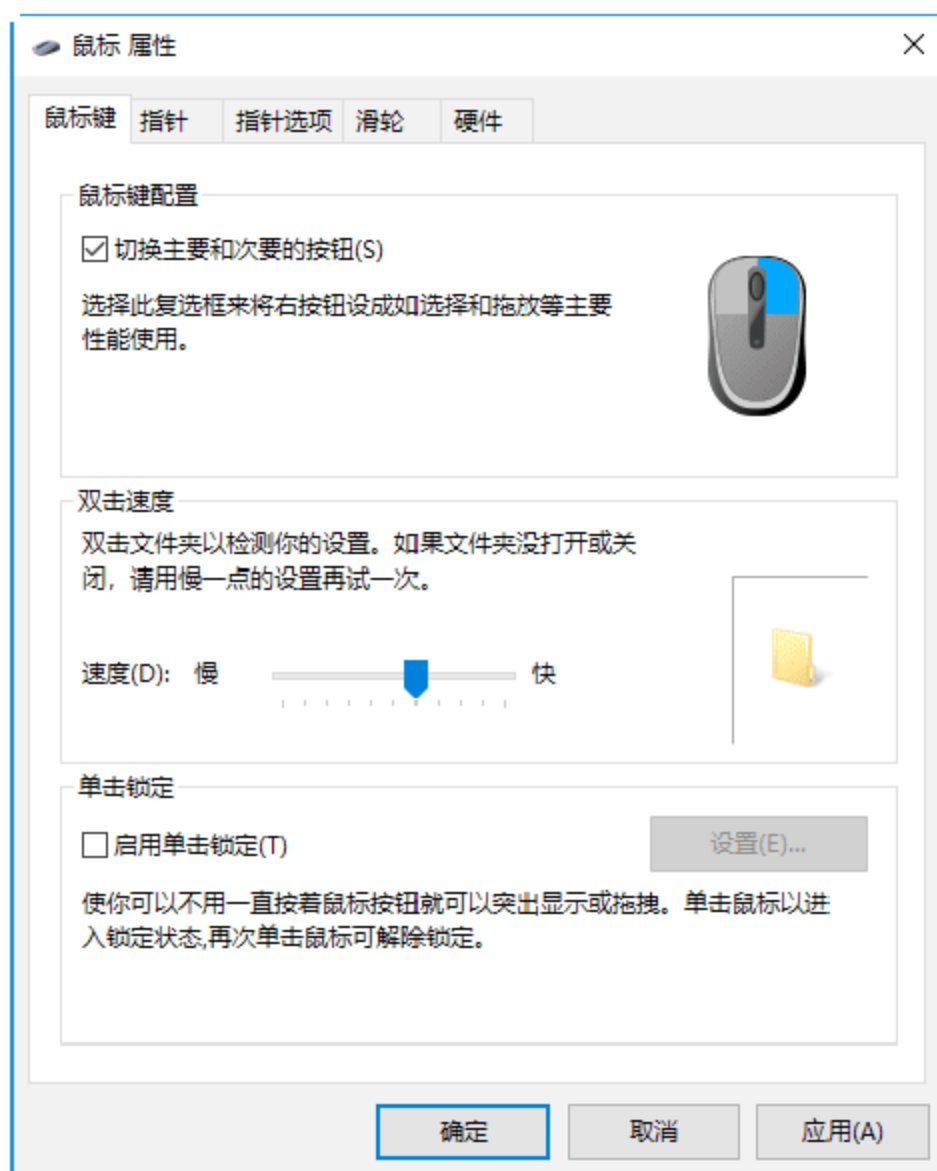 鼠标 属性
鼠标键 指针 指针选项 滑轮 硬件
鼠标键配置
切换主要和次要的按钮(S)
选择此复选框来将右按钮设成如选择和拖放等主要
性能使用。
双击速度
双击文件夹以检测你的设置。如果文件夹没打开或关
闭，请用慢一点的设置再试一次。
速度(D): 慢 快
单击锁定
启用单击锁定(T) 设置(E)...
使你可以不用一直按着鼠标按钮就可以突出显示或拖拽。单击鼠标以进
入锁定状态,再次单击鼠标可解除锁定。
确定 取消 应用(A)